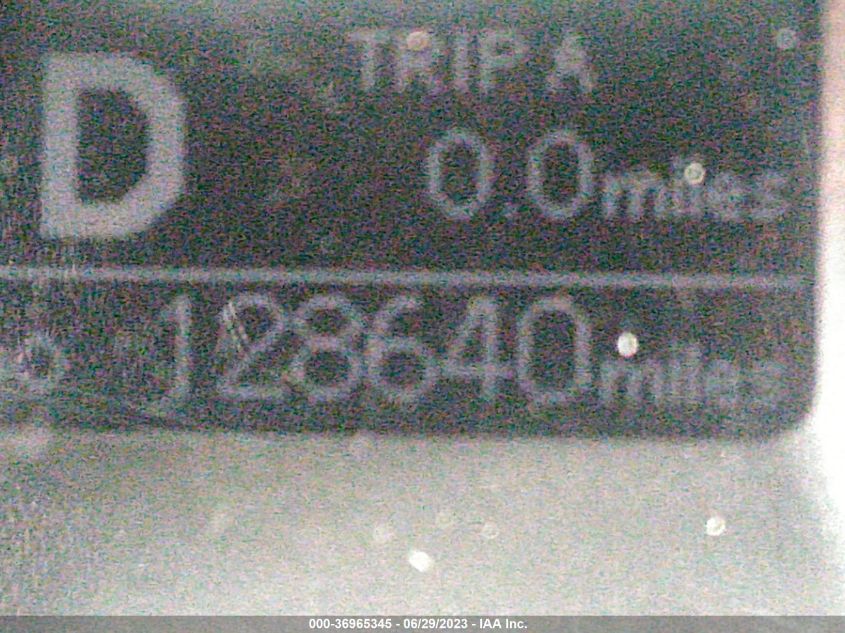 D
TRIP A
0.0 miles
128640 miles
000-36965345 - 06/29/2023 - IAA Inc.